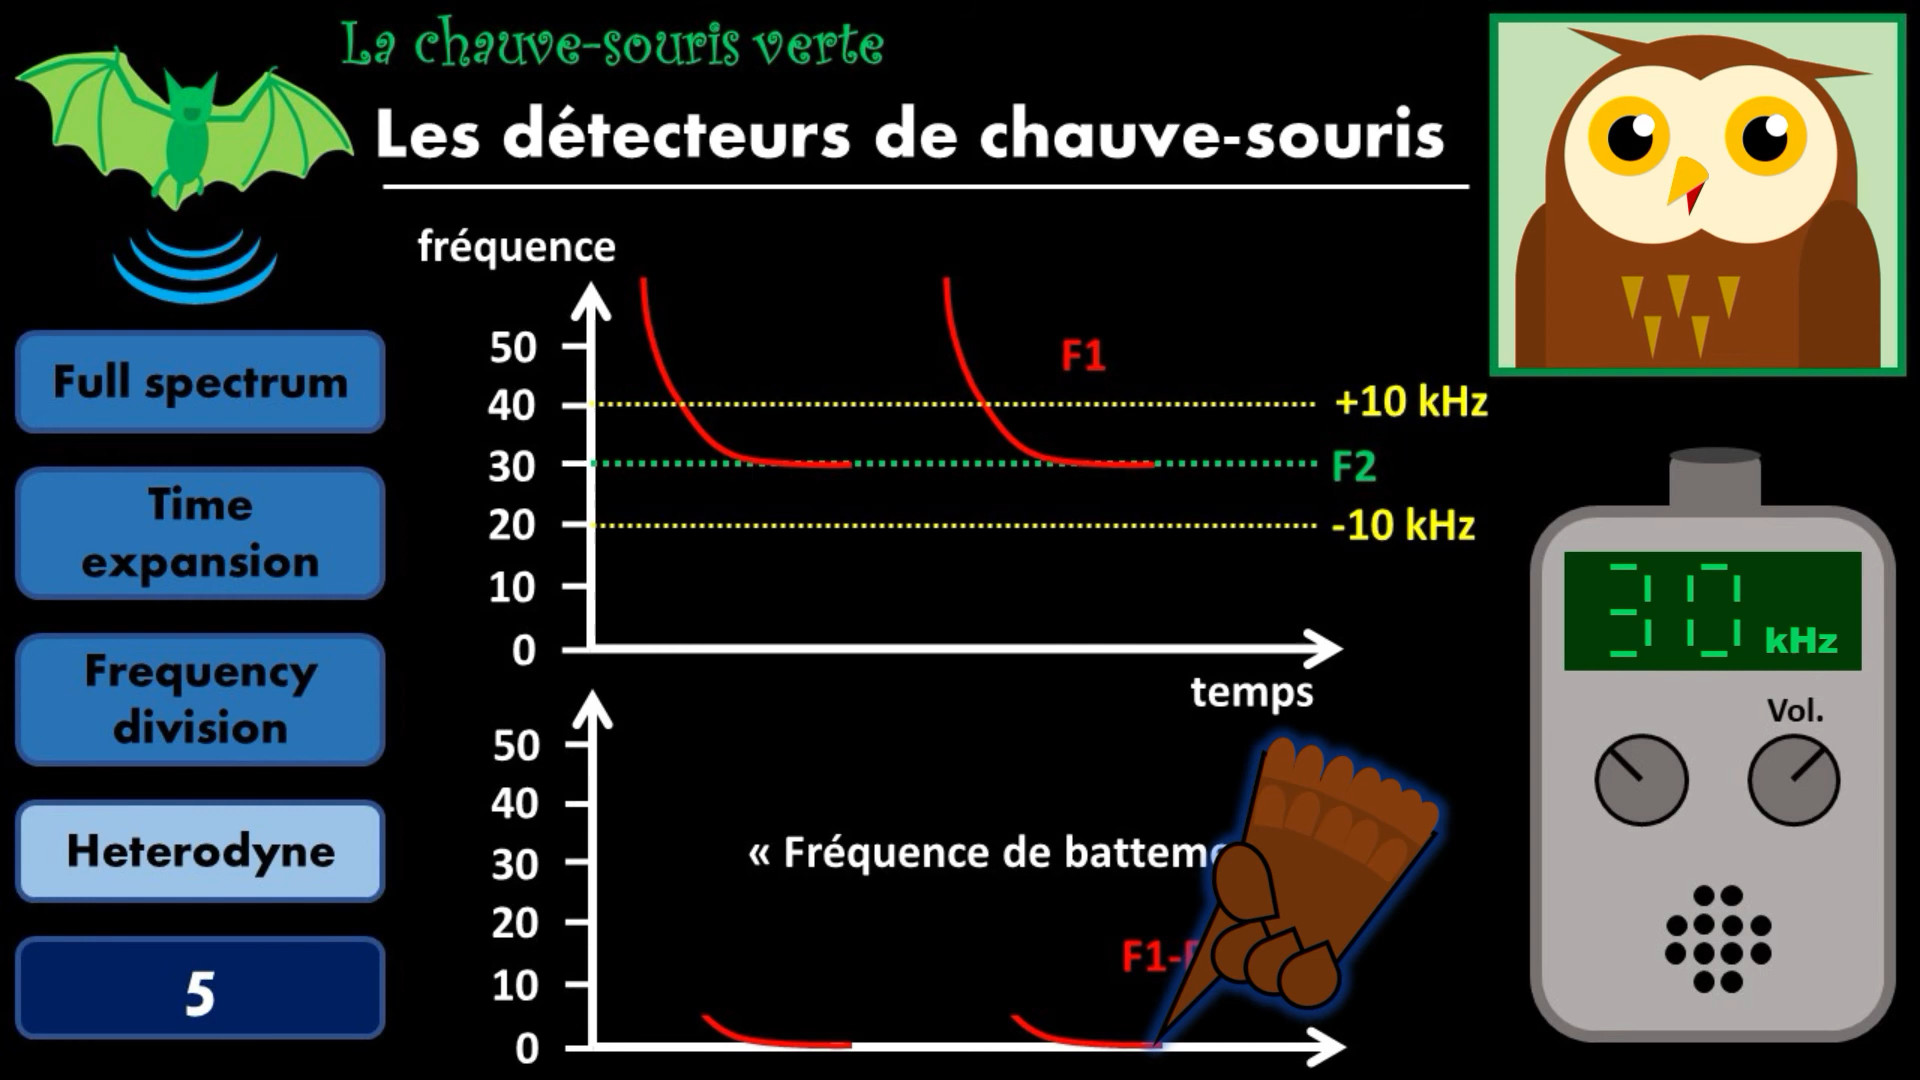 La chauve-souris verte
Les détecteurs de chauve-souris
Full spectrum
Time
expansion
Frequency
division
Heterodyne
5
fréquence
50
40
30
20
10
0
F1
+10 kHz
F2
-10 kHz
temps
50
40
30
20
10
0
« Fréquence de
F1-
30 kHz
Vol.